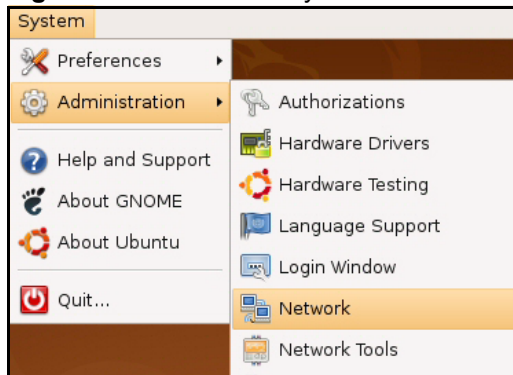 System
Preferences
Administration
Help and Support
About GNOME
About Ubuntu
Quit...
Authorizations
Hardware Drivers
Hardware Testing
Language Support
Login Window
Network
Network Tools